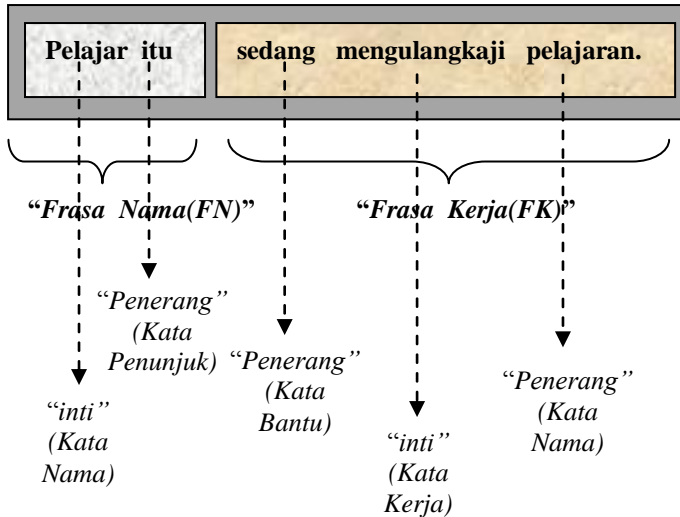 Pelajar itu sedang mengulangkaji pelajaran.
“Frasa Nama(FN)” “Frasa Kerja(FK)”
“Penerang”
(Kata
Penunjuk)
“inti”
(Kata
Nama)
“Penerang”
(Kata
Bantu)
“inti”
(Kata
Kerja)
“Penerang”
(Kata
Nama)